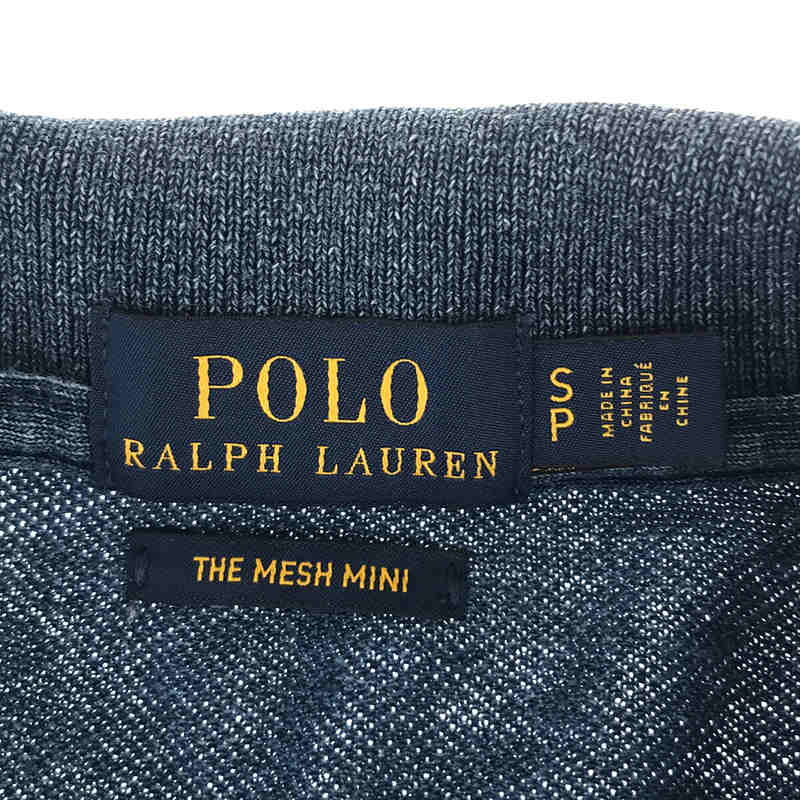 POLO
RALPH LAUREN
S
P
MADE IN
CHINA
FABRIQUÉ
EN
CHINE
THE MESH MINI